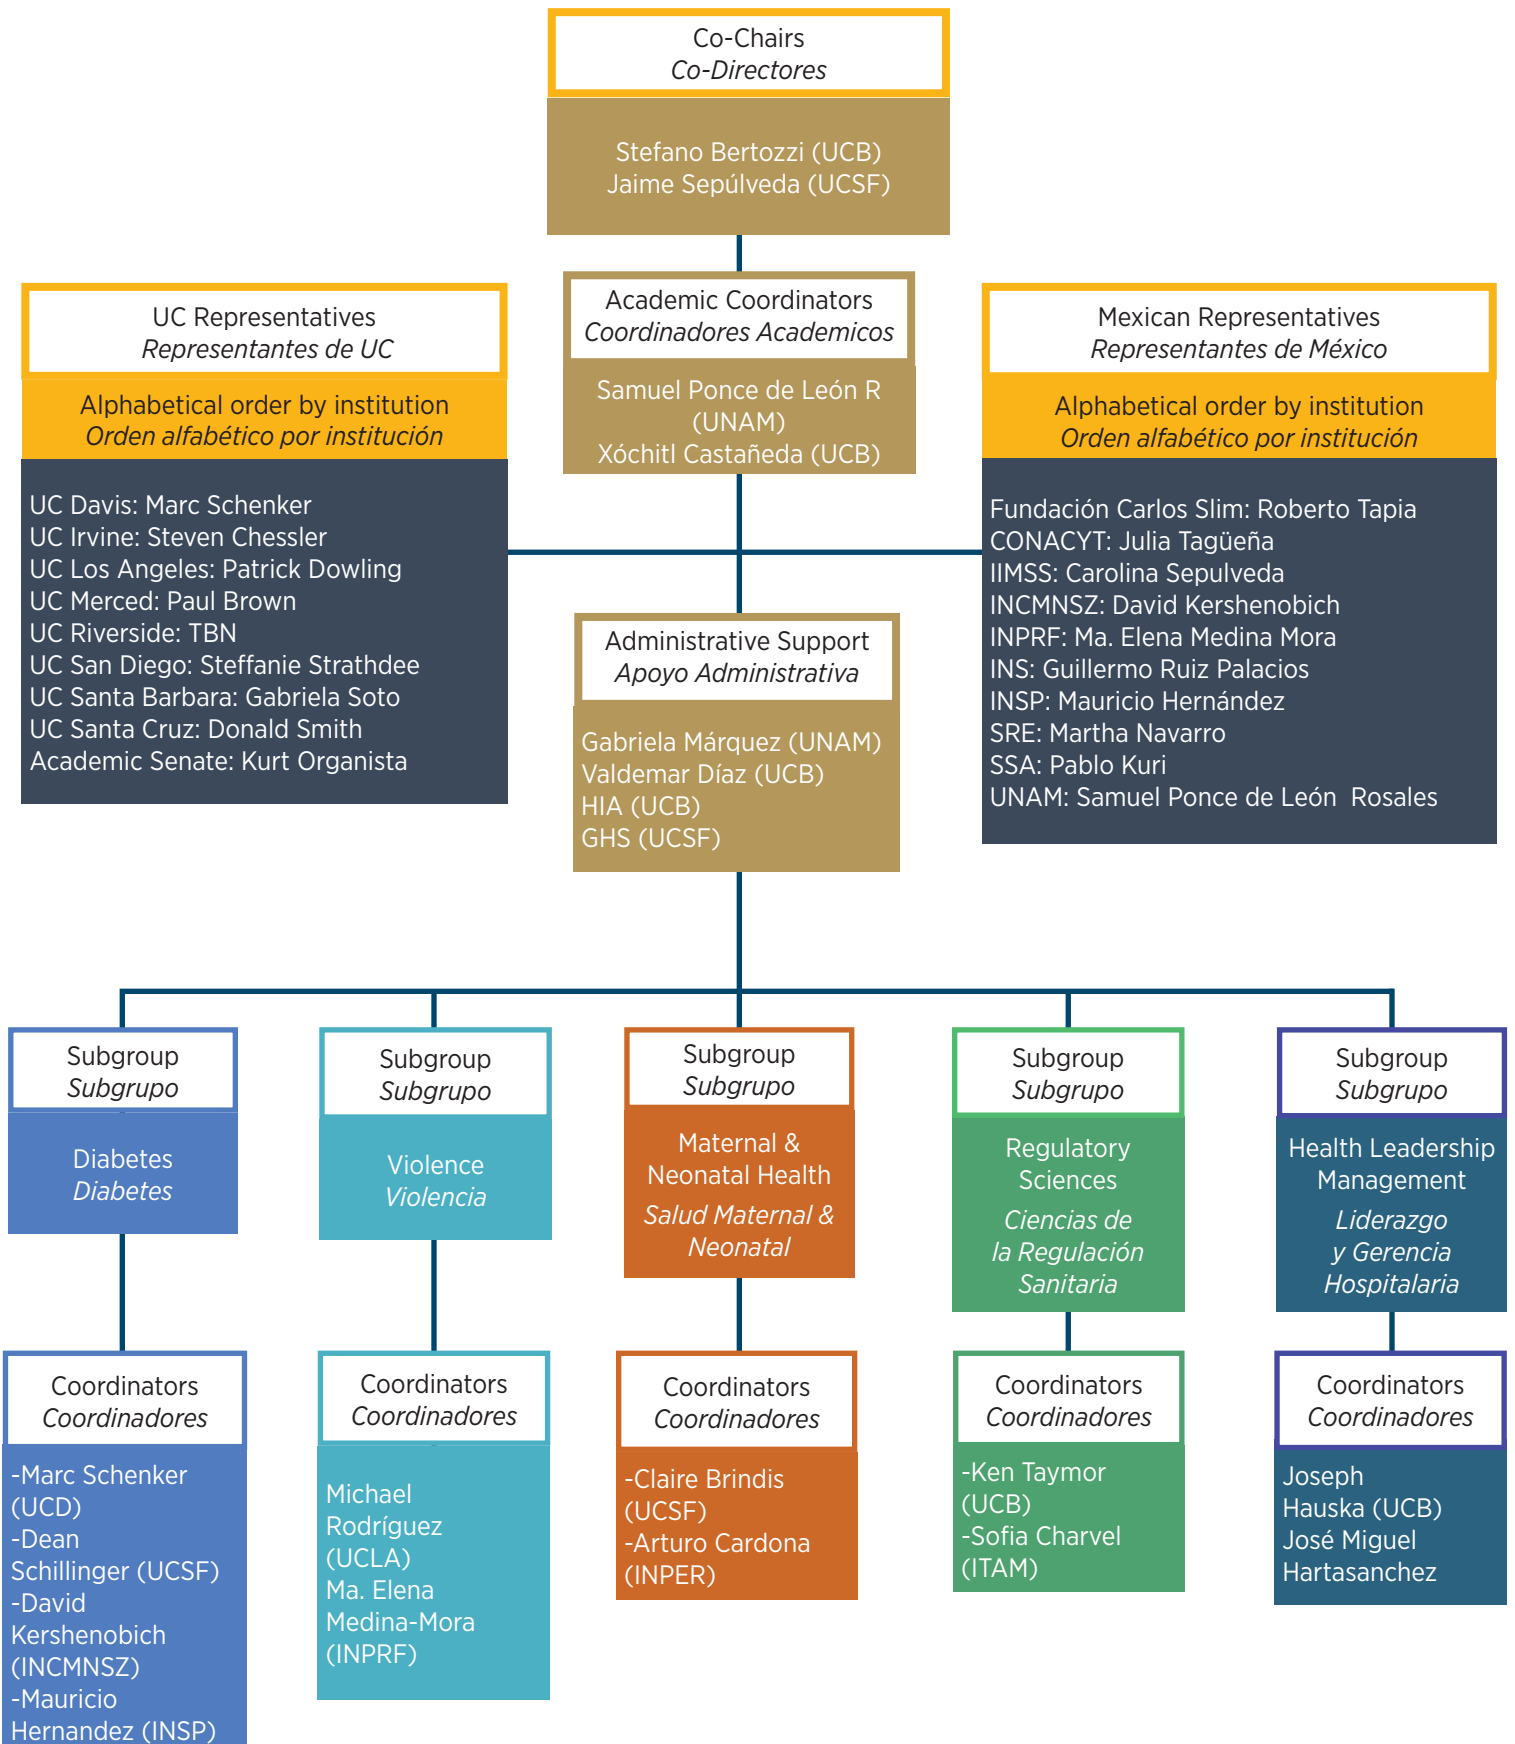 Co-Chairs
Co-Directores
Stefano Bertozzi (UCB)
Jaime Sepúlveda (UCSF)
Academic Coordinators
Coordinadores Academicos
Samuel Ponce de León R
(UNAM)
Xóchitl Castañeda (UCB)
UC Representatives
Representantes de UC
Alphabetical order by institution
Orden alfabético por institución
UC Davis: Marc Schenker
UC Irvine: Steven Chessler
UC Los Angeles: Patrick Dowling
UC Merced: Paul Brown
UC Riverside: TBN
UC San Diego: Steffanie Strathdee
UC Santa Barbara: Gabriela Soto
UC Santa Cruz: Donald Smith
Academic Senate: Kurt Organista
Mexican Representatives
Representantes de México
Alphabetical order by institution
Orden alfabético por institución
Fundación Carlos Slim: Roberto Tapia
CONACYT: Julia Tagüeña
IIMSS: Carolina Sepulveda
INCMNSZ: David Kershenobich
INPRF: Ma. Elena Medina Mora
INS: Guillermo Ruiz Palacios
INSP: Mauricio Hernández
SRE: Martha Navarro
SSA: Pablo Kuri
UNAM: Samuel Ponce de León Rosales
Administrative Support
Apoyo Administrativa
Gabriela Márquez (UNAM)
Valdemar Díaz (UCB)
HIA (UCB)
GHS (UCSF)
Subgroup
Subgrupo
Diabetes
Diabetes
Coordinators
Coordinadores
-Marc Schenker
(UCD)
-Dean
Schillinger (UCSF)
-David
Kershenobich
(INCMNSZ)
-Mauricio
Hernandez (INSP)
Subgroup
Subgrupo
Violence
Violencia
Coordinators
Coordinadores
Michael
Rodríguez
(UCLA)
Ma. Elena
Medina-Mora
(INPRF)
Subgroup
Subgrupo
Maternal &
Neonatal Health
Salud Maternal &
Neonatal
Coordinators
Coordinadores
-Claire Brindis
(UCSF)
-Arturo Cardona
(INPER)
Subgroup
Subgrupo
Regulatory
Sciences
Ciencias de
la Regulación
Sanitaria
Coordinators
Coordinadores
-Ken Taymor
(UCB)
-Sofia Charvel
(ITAM)
Subgroup
Subgrupo
Health Leadership
Management
Liderazgo
y Gerencia
Hospitalaria
Coordinators
Coordinadores
Joseph
Hauska (UCB)
José Miguel
Hartasanchez